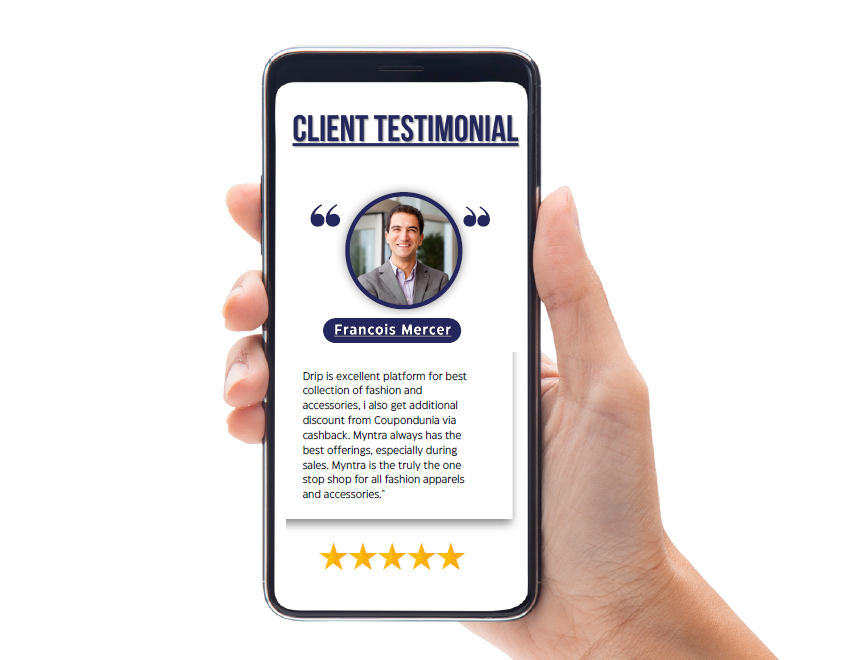 CLIENT TESTIMONIAL
“ ”
Francois Mercer
Drip is excellent platform for best
collection of fashion and
accessories, i also get additional
discount from Coupondunia via
cashback. Myntra always has the
best offerings, especially during
sales. Myntra is the truly the one
stop shop for all fashion apparels
and accessories."